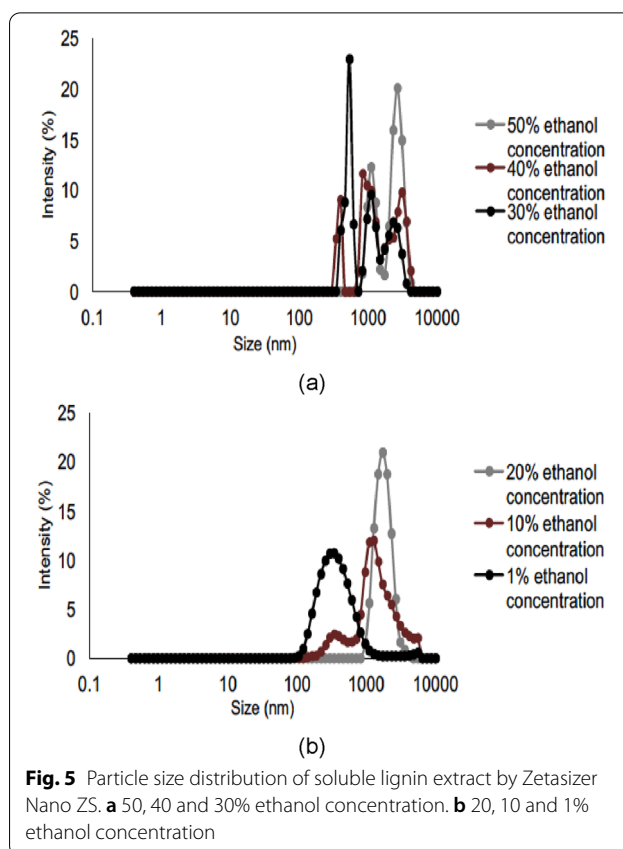 25
20
15
10
5
0
Intensity (%)
0.1 1 10 100 1000 10000
Size (nm)
50% ethanol
concentration
40% ethanol
concentration
30% ethanol
concentration
(a)
25
20
15
10
5
0
Intensity (%)
0.1 1 10 100 1000 10000
Size (nm)
20% ethanol
concentration
10% ethanol
concentration
1% ethanol
concentration
(b)
Fig. 5 Particle size distribution of soluble lignin extract by Zetasizer
Nano ZS. a 50, 40 and 30% ethanol concentration. b 20, 10 and 1%
ethanol concentration